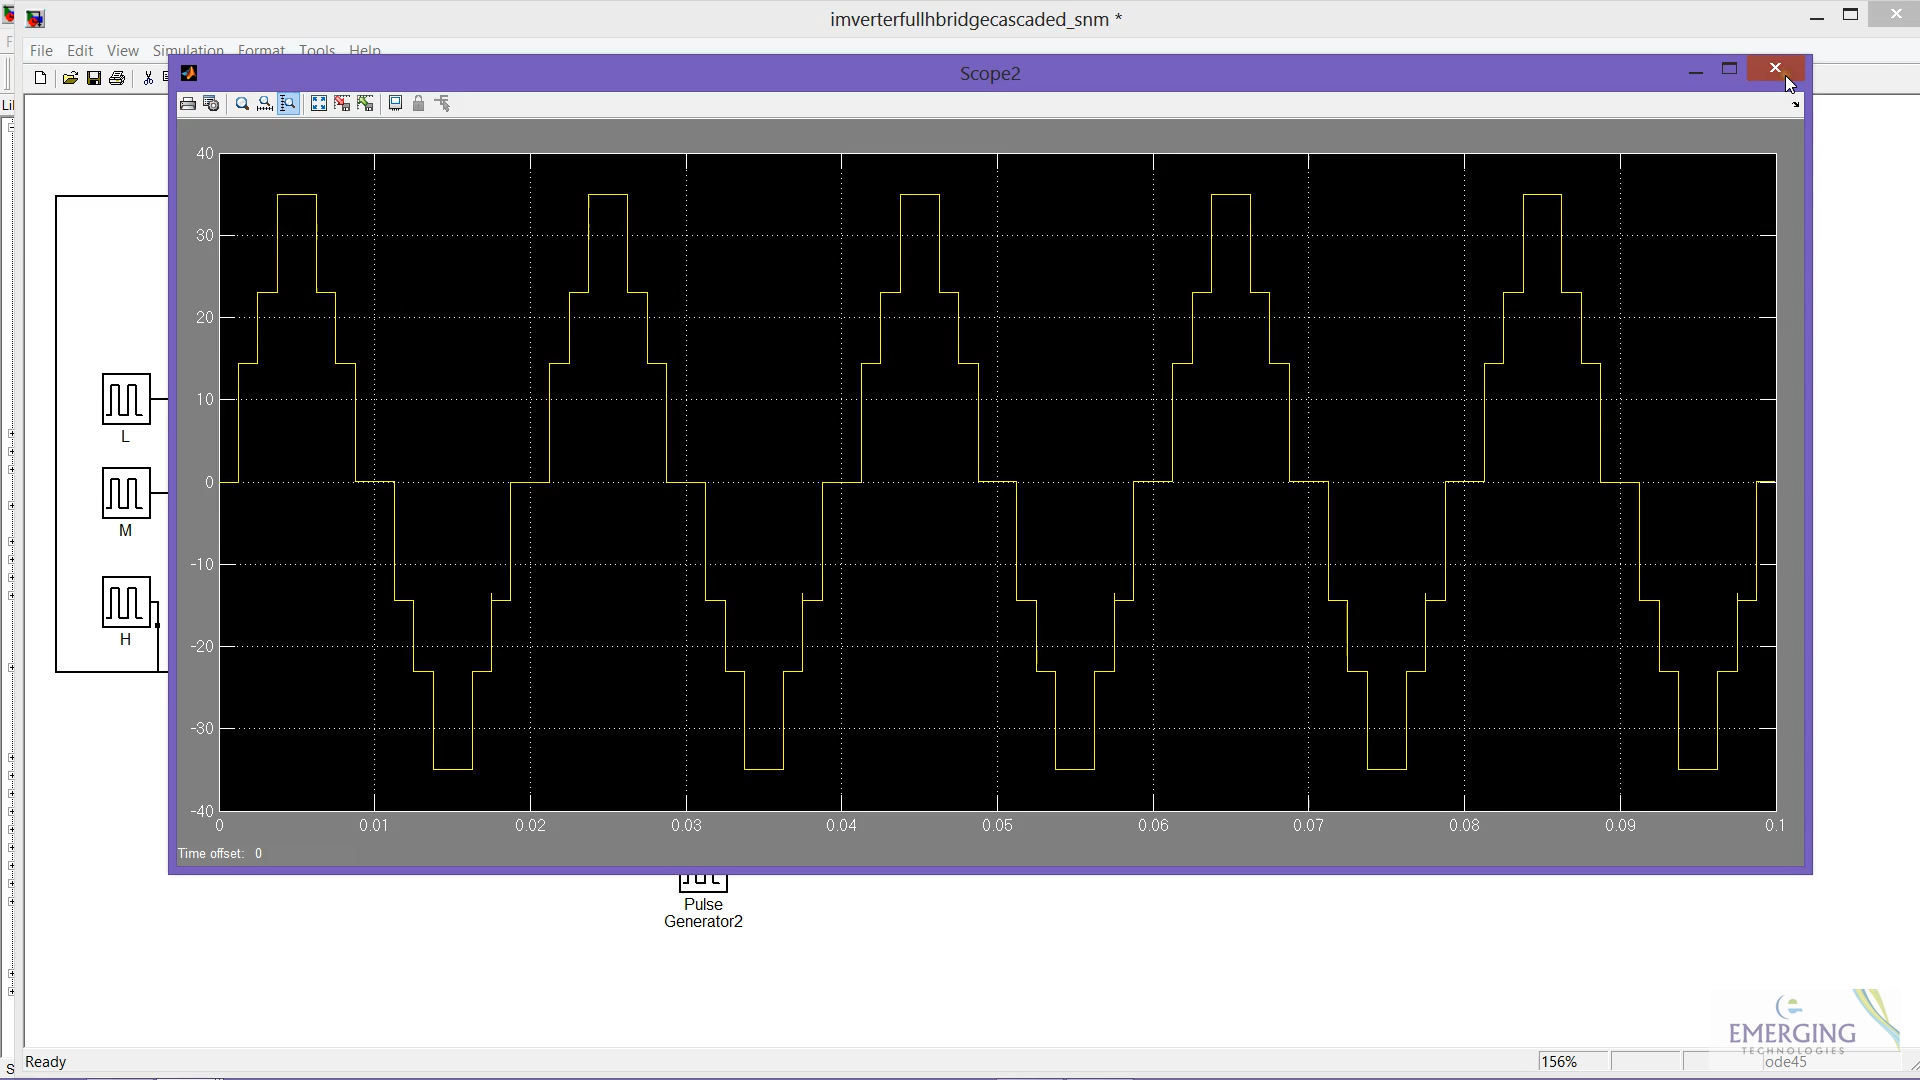 imverterfullhbridgecascaded_snm *
File Edit View Simulation Format Tools Help
Scope2
40
30
20
10
0
-10
-20
-30
-40
0 0.01 0.02 0.03 0.04 0.05 0.06 0.07 0.08 0.09 0.1
Time offset: 0
L
M
H
Pulse
Generator2
EMERGING
TECHNOLOGIES
Ready
156%
ode45